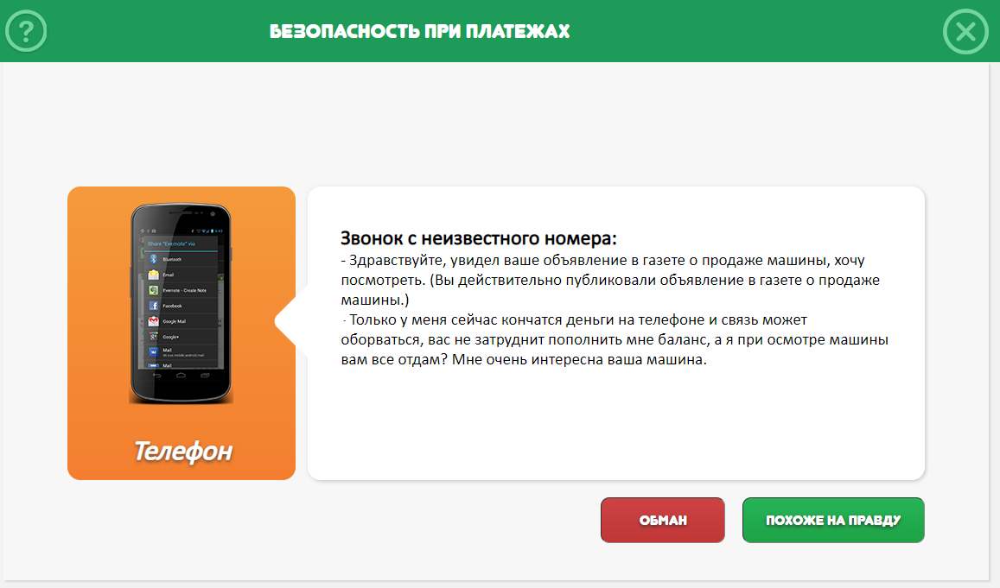 ?
БЕЗОПАСНОСТЬ ПРИ ПЛАТЕЖАХ
Share "Evernote" via
Bluetooth
Email
Evernote - Create Note
Facebook
Google Mail
Google+
Mail
Mail
Телефон
Звонок с неизвестного номера:
- Здравствуйте, увидел ваше объявление в газете о продаже машины, хочу
посмотреть. (Вы действительно публиковали объявление в газете о продаже
машины.)
- Только у меня сейчас кончатся деньги на телефоне и связь может
оборваться, вас не затруднит пополнить мне баланс, а я при осмотре машины
вам все отдам? Мне очень интересна ваша машина.
ОБМАН
ПОХОЖЕ НА ПРАВДУ